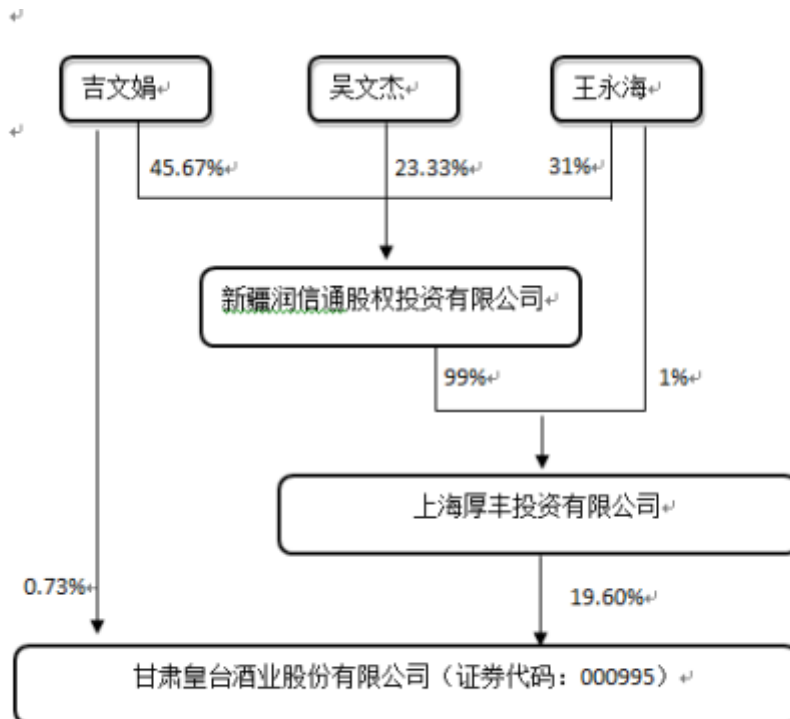 吉文娟
吴文杰
王永海
45.67%
23.33%
31%
新疆润信通股权投资有限公司
99%
1%
上海厚丰投资有限公司
0.73%
19.60%
甘肃皇台酒业股份有限公司（证券代码：000995）